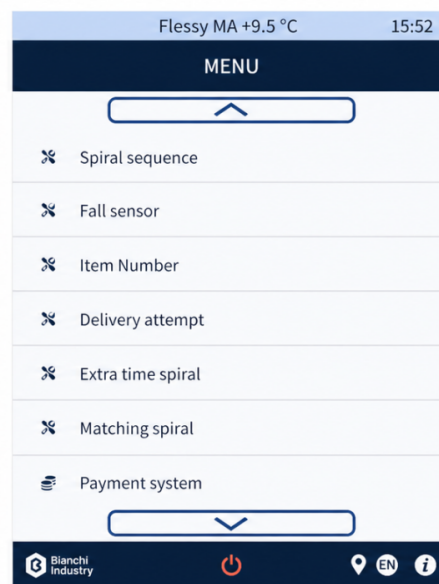 Flessy MA +9.5 °C 15:52
MENU
Spiral sequence
Fall sensor
Item Number
Delivery attempt
Extra time spiral
Matching spiral
Payment system
Bianchi
Industry
EN
i